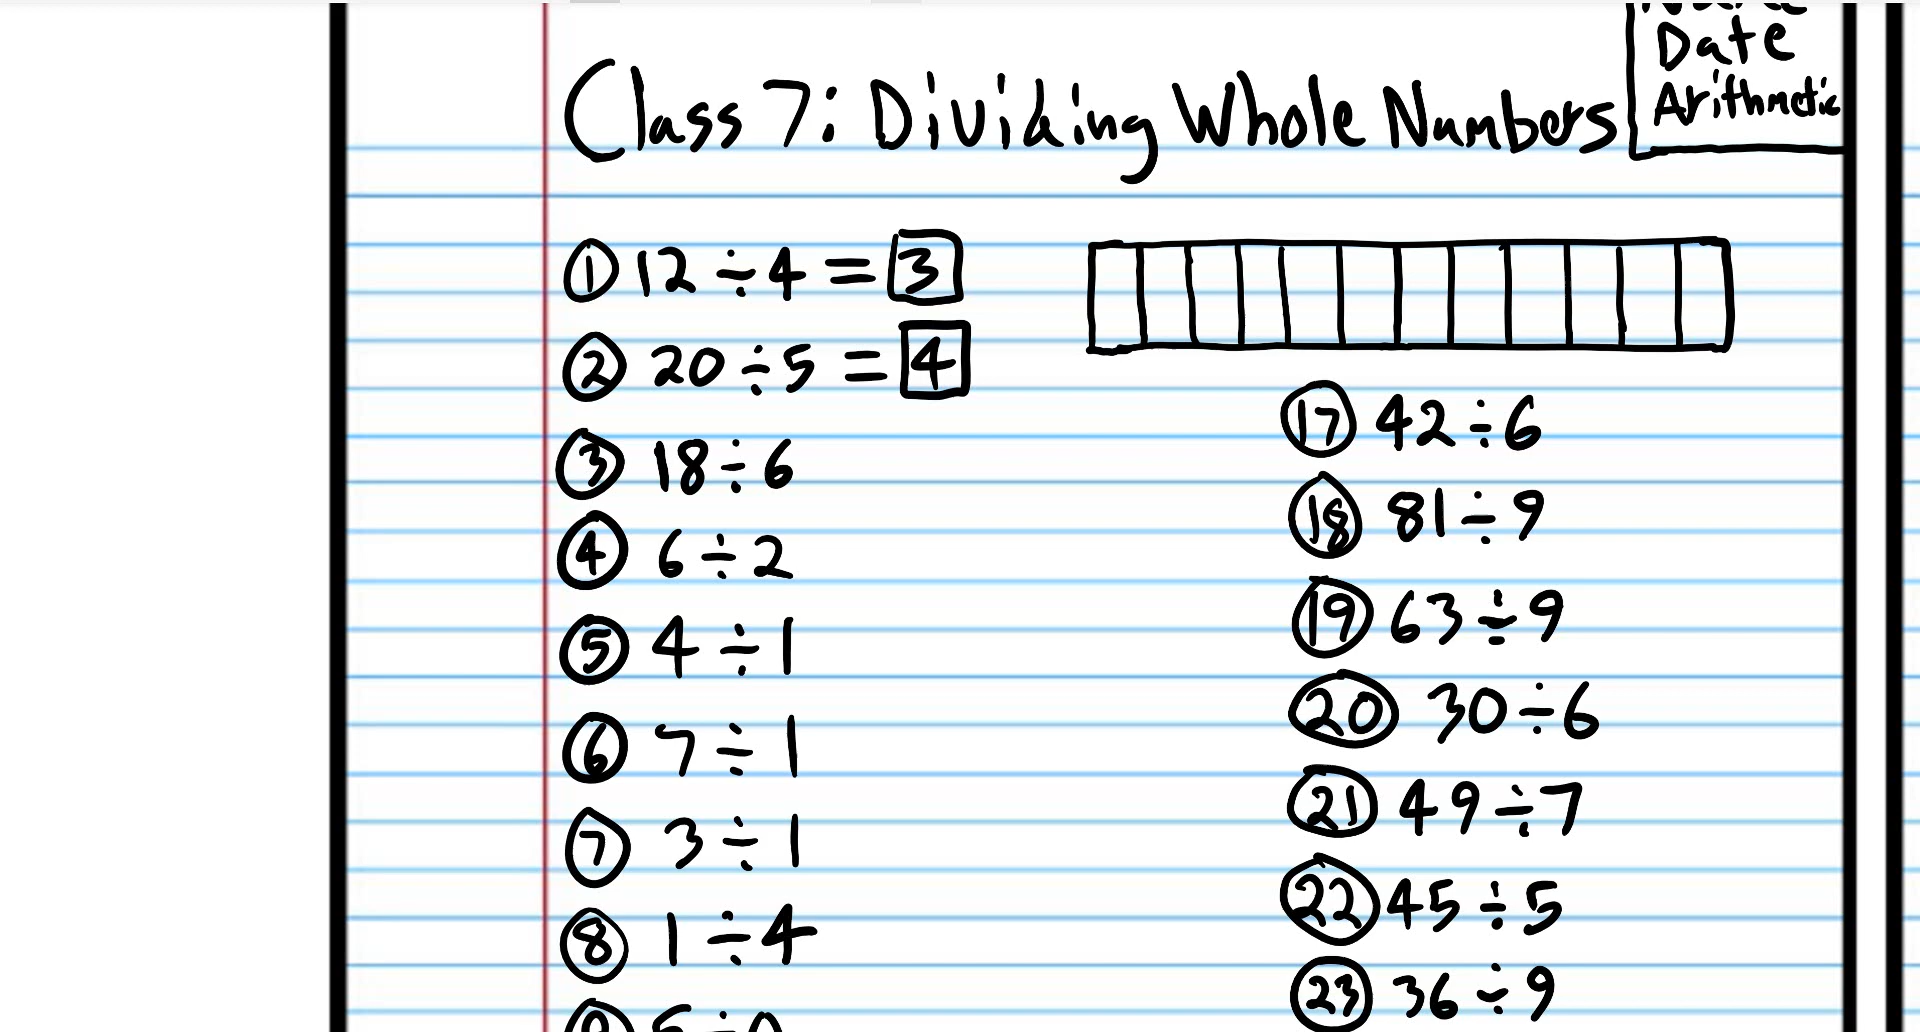 Date
Arithmetic
Class 7: Dividing Whole Numbers
① 12 ÷ 4 = 3
② 20 ÷ 5 = 4
③ 18 ÷ 6
④ 6 ÷ 2
⑤ 4 ÷ 1
⑥ 7 ÷ 1
⑦ 3 ÷ 1
⑧ 1 ÷ 4
⑰ 42 ÷ 6
⑱ 81 ÷ 9
⑲ 63 ÷ 9
⑳ 30 ÷ 6
㉑ 49 ÷ 7
㉒ 45 ÷ 5
㉓ 36 ÷ 9